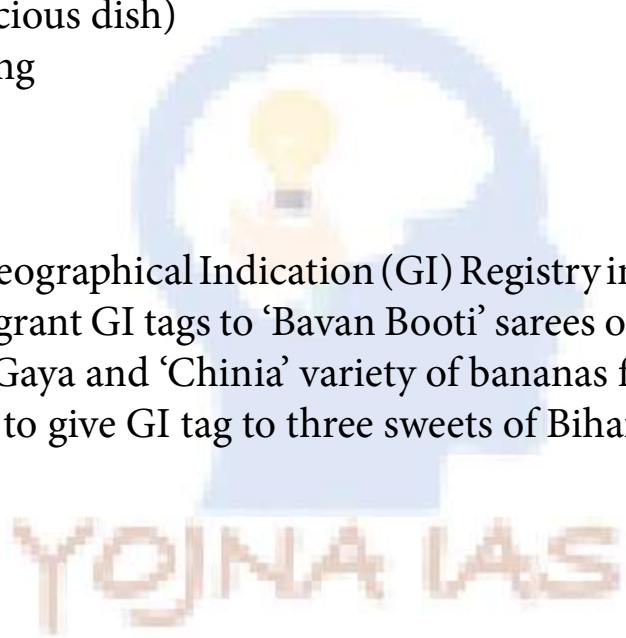 cious dish)
ng
eographical Indication (GI) Registry in
grant GI tags to ‘Bavan Booti’ sarees o
Gaya and ‘Chinia’ variety of bananas f
to give GI tag to three sweets of Bihar
YOJNA IAS